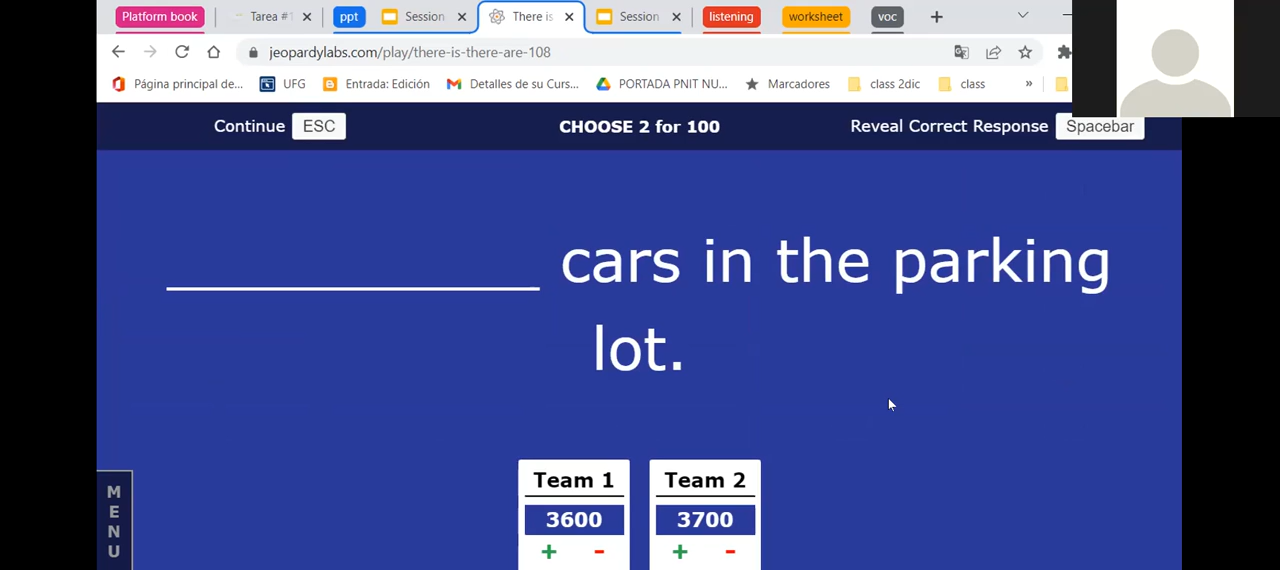 Platform book Tarea #1 ppt Session There is Session listening worksheet voc
jeopardylabs.com/play/there-is-there-are-108
Página principal de... UFG Entrada: Edición Detalles de su Curs... PORTADA PNIT NU... Marcadores class 2dic class »
Continue ESC CHOOSE 2 for 100 Reveal Correct Response Spacebar
_______________ cars in the parking
lot.
Team 1 Team 2
3600 3700
+ - + -
MENU